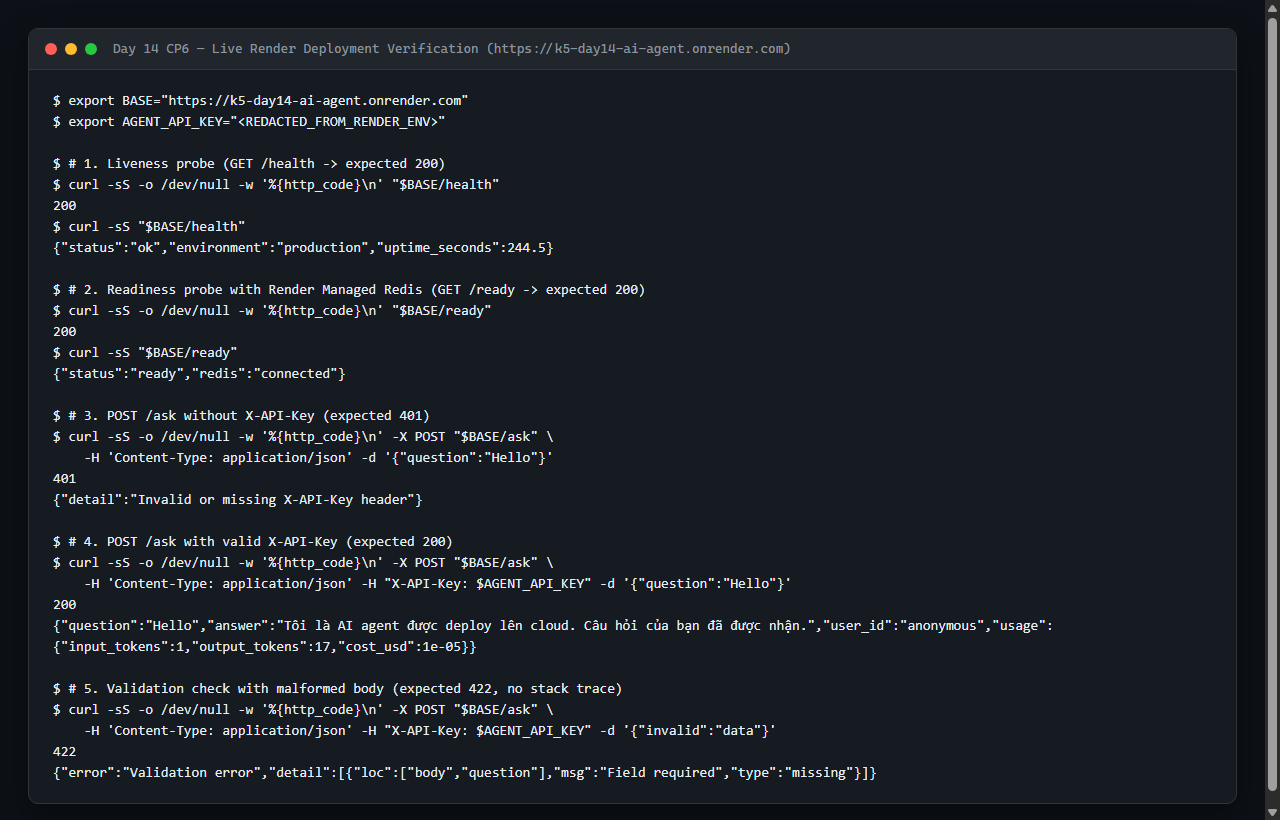 Day 14 CP6 — Live Render Deployment Verification (https://k5-day14-ai-agent.onrender.com)
$ export BASE="https://k5-day14-ai-agent.onrender.com"
$ export AGENT_API_KEY="<REDACTED_FROM_RENDER_ENV>"
$ # 1. Liveness probe (GET /health -> expected 200)
$ curl -sS -o /dev/null -w '%{http_code}\n' "$BASE/health"
200
$ curl -sS "$BASE/health"
{"status":"ok","environment":"production","uptime_seconds":244.5}
$ # 2. Readiness probe with Render Managed Redis (GET /ready -> expected 200)
$ curl -sS -o /dev/null -w '%{http_code}\n' "$BASE/ready"
200
$ curl -sS "$BASE/ready"
{"status":"ready","redis":"connected"}
$ # 3. POST /ask without X-API-Key (expected 401)
$ curl -sS -o /dev/null -w '%{http_code}\n' -X POST "$BASE/ask" \
-H 'Content-Type: application/json' -d '{"question":"Hello"}'
401
{"detail":"Invalid or missing X-API-Key header"}
$ # 4. POST /ask with valid X-API-Key (expected 200)
$ curl -sS -o /dev/null -w '%{http_code}\n' -X POST "$BASE/ask" \
-H 'Content-Type: application/json' -H "X-API-Key: $AGENT_API_KEY" -d '{"question":"Hello"}'
200
{"question":"Hello","answer":"Tôi là AI agent được deploy lên cloud. Câu hỏi của bạn đã được nhận.","user_id":"anonymous","usage":
{"input_tokens":1,"output_tokens":17,"cost_usd":1e-05}}
$ # 5. Validation check with malformed body (expected 422, no stack trace)
$ curl -sS -o /dev/null -w '%{http_code}\n' -X POST "$BASE/ask" \
-H 'Content-Type: application/json' -H "X-API-Key: $AGENT_API_KEY" -d '{"invalid":"data"}'
422
{"error":"Validation error","detail":[{"loc":["body","question"],"msg":"Field required","type":"missing"}]}